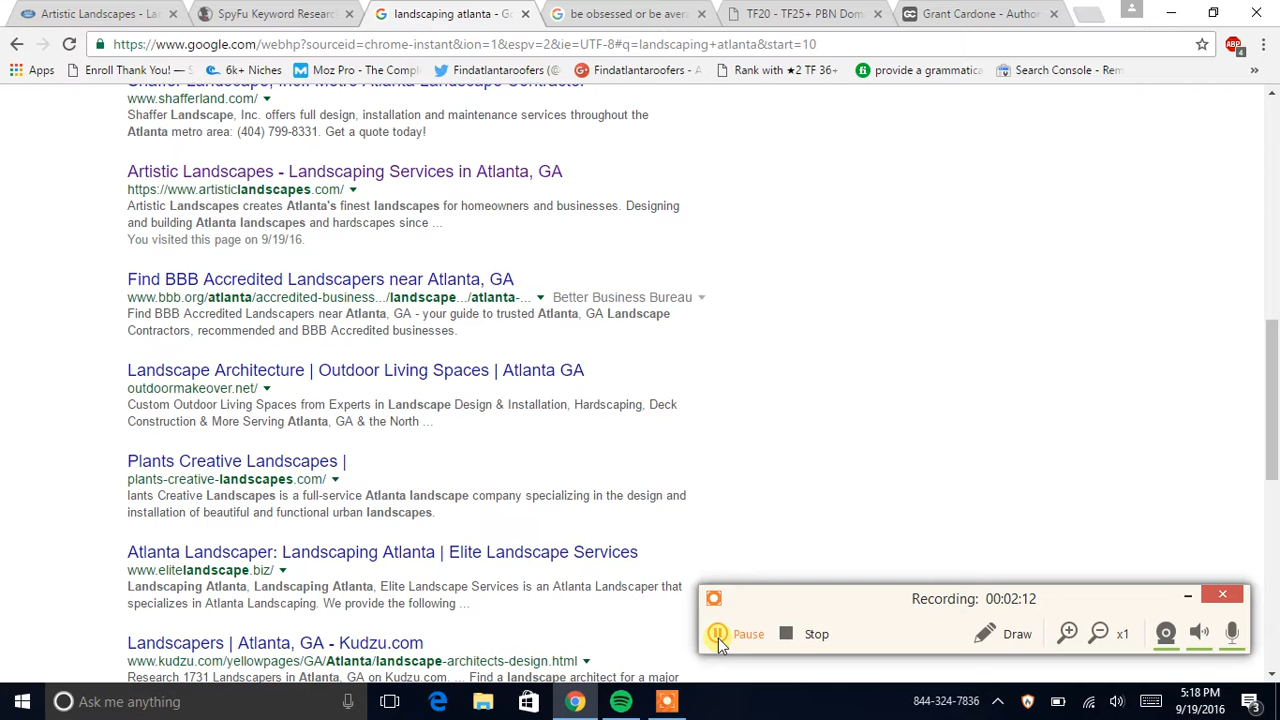 Artistic Landscapes - La
SpyFu Keyword Researc
landscaping atlanta - Go
be obsessed or be avera
TF20 - TF25+ PBN Dom
Grant Cardone - Author
https://www.google.com/webhp?sourceid=chrome-instant&ion=1&espv=2&ie=UTF-8#q=landscaping+atlanta&start=10
ABP
4
Apps
Enroll Thank You! —
6k+ Niches
Moz Pro - The Comple
Findatlantaroofers (@
Findatlantaroofers - A
Rank with ★2 TF 36+
provide a grammatica
Search Console - Rem
»
Shaffer Landscape, Inc.. Metro Atlanta Landscape Contractor
www.shafferland.com/
Shaffer Landscape, Inc. offers full design, installation and maintenance services throughout the
Atlanta metro area: (404) 799-8331. Get a quote today!
Artistic Landscapes - Landscaping Services in Atlanta, GA
https://www.artisticlandscapes.com/
Artistic Landscapes creates Atlanta's finest landscapes for homeowners and businesses. Designing
and building Atlanta landscapes and hardscapes since ...
You visited this page on 9/19/16.
Find BBB Accredited Landscapers near Atlanta, GA
www.bbb.org/atlanta/accredited-business.../landscape.../atlanta-... Better Business Bureau
Find BBB Accredited Landscapers near Atlanta, GA - your guide to trusted Atlanta, GA Landscape
Contractors, recommended and BBB Accredited businesses.
Landscape Architecture | Outdoor Living Spaces | Atlanta GA
outdoormakeover.net/
Custom Outdoor Living Spaces from Experts in Landscape Design & Installation, Hardscaping, Deck
Construction & More Serving Atlanta, GA & the North ...
Plants Creative Landscapes |
plants-creative-landscapes.com/
lants Creative Landscapes is a full-service Atlanta landscape company specializing in the design and
installation of beautiful and functional urban landscapes.
Atlanta Landscaper: Landscaping Atlanta | Elite Landscape Services
www.elitelandscape.biz/
Landscaping Atlanta, Landscaping Atlanta, Elite Landscape Services is an Atlanta Landscaper that
specializes in Atlanta Landscaping. We provide the following ...
Landscapers | Atlanta, GA - Kudzu.com
www.kudzu.com/yellowpages/GA/Atlanta/landscape-architects-design.html
Research 1731 Landscapers in Atlanta, GA on Kudzu.com. ... Find a landscape architect for a major
Recording: 00:02:12
Pause
Stop
Draw
x1
Ask me anything
844-324-7836
5:18 PM
9/19/2016
3